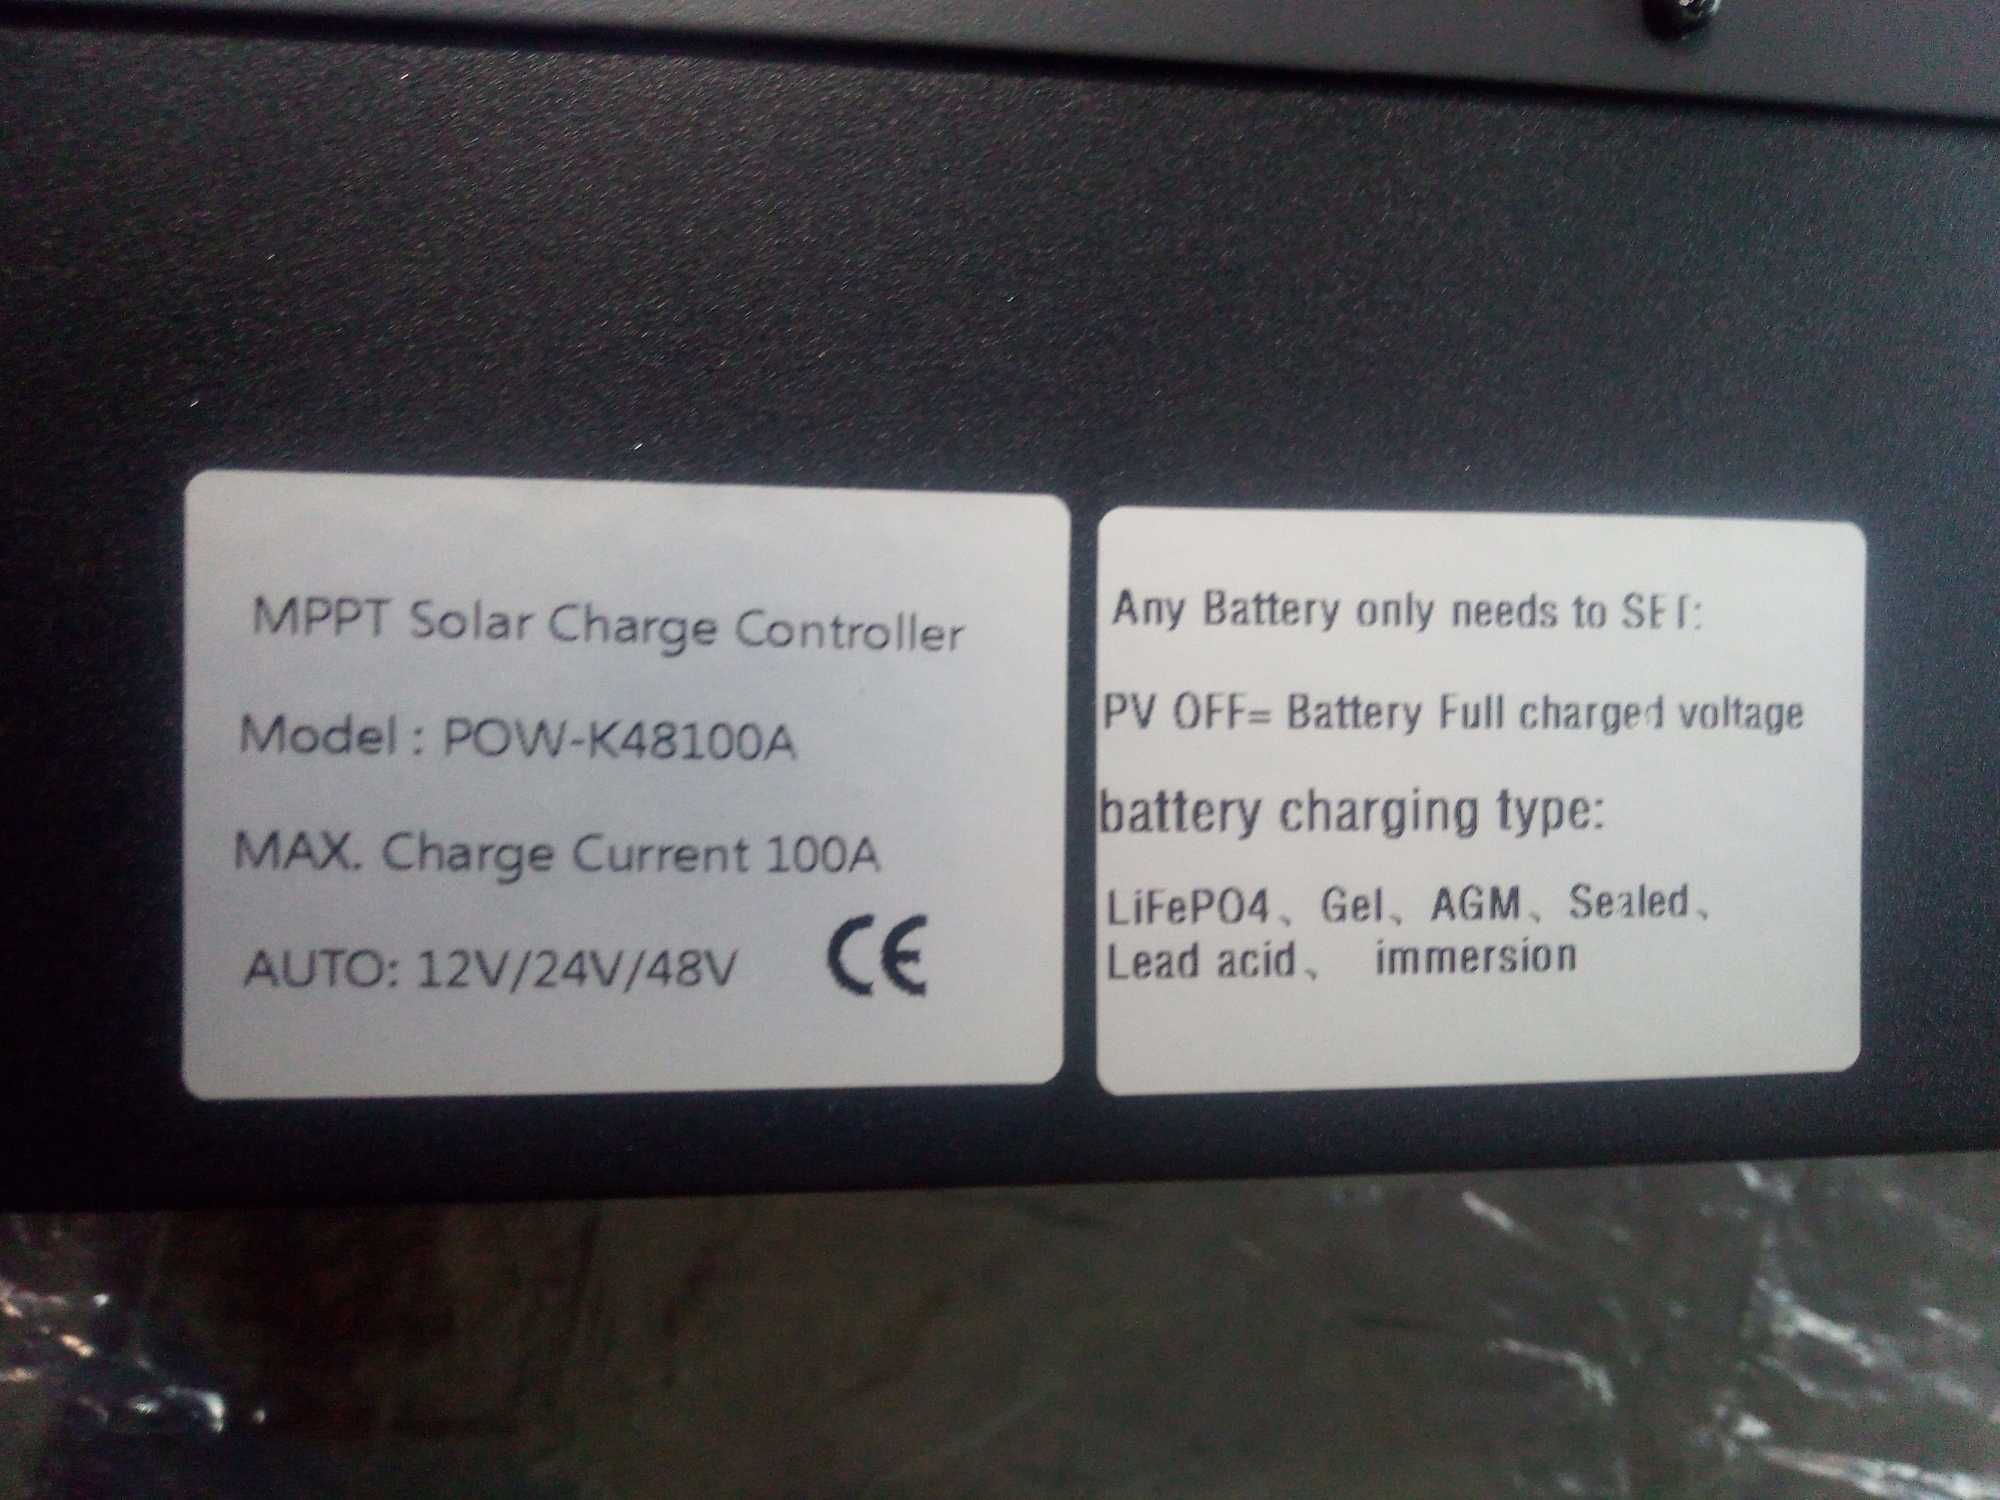 MPPT Solar Charge Controller
Model : POW-K48100A
MAX. Charge Current 100A
AUTO: 12V/24V/48V CE
Any Battery only needs to SET:
PV OFF= Battery Full charged voltage
battery charging type:
LiFePO4、Gel、AGM、Sealed、
Lead acid、 immersion